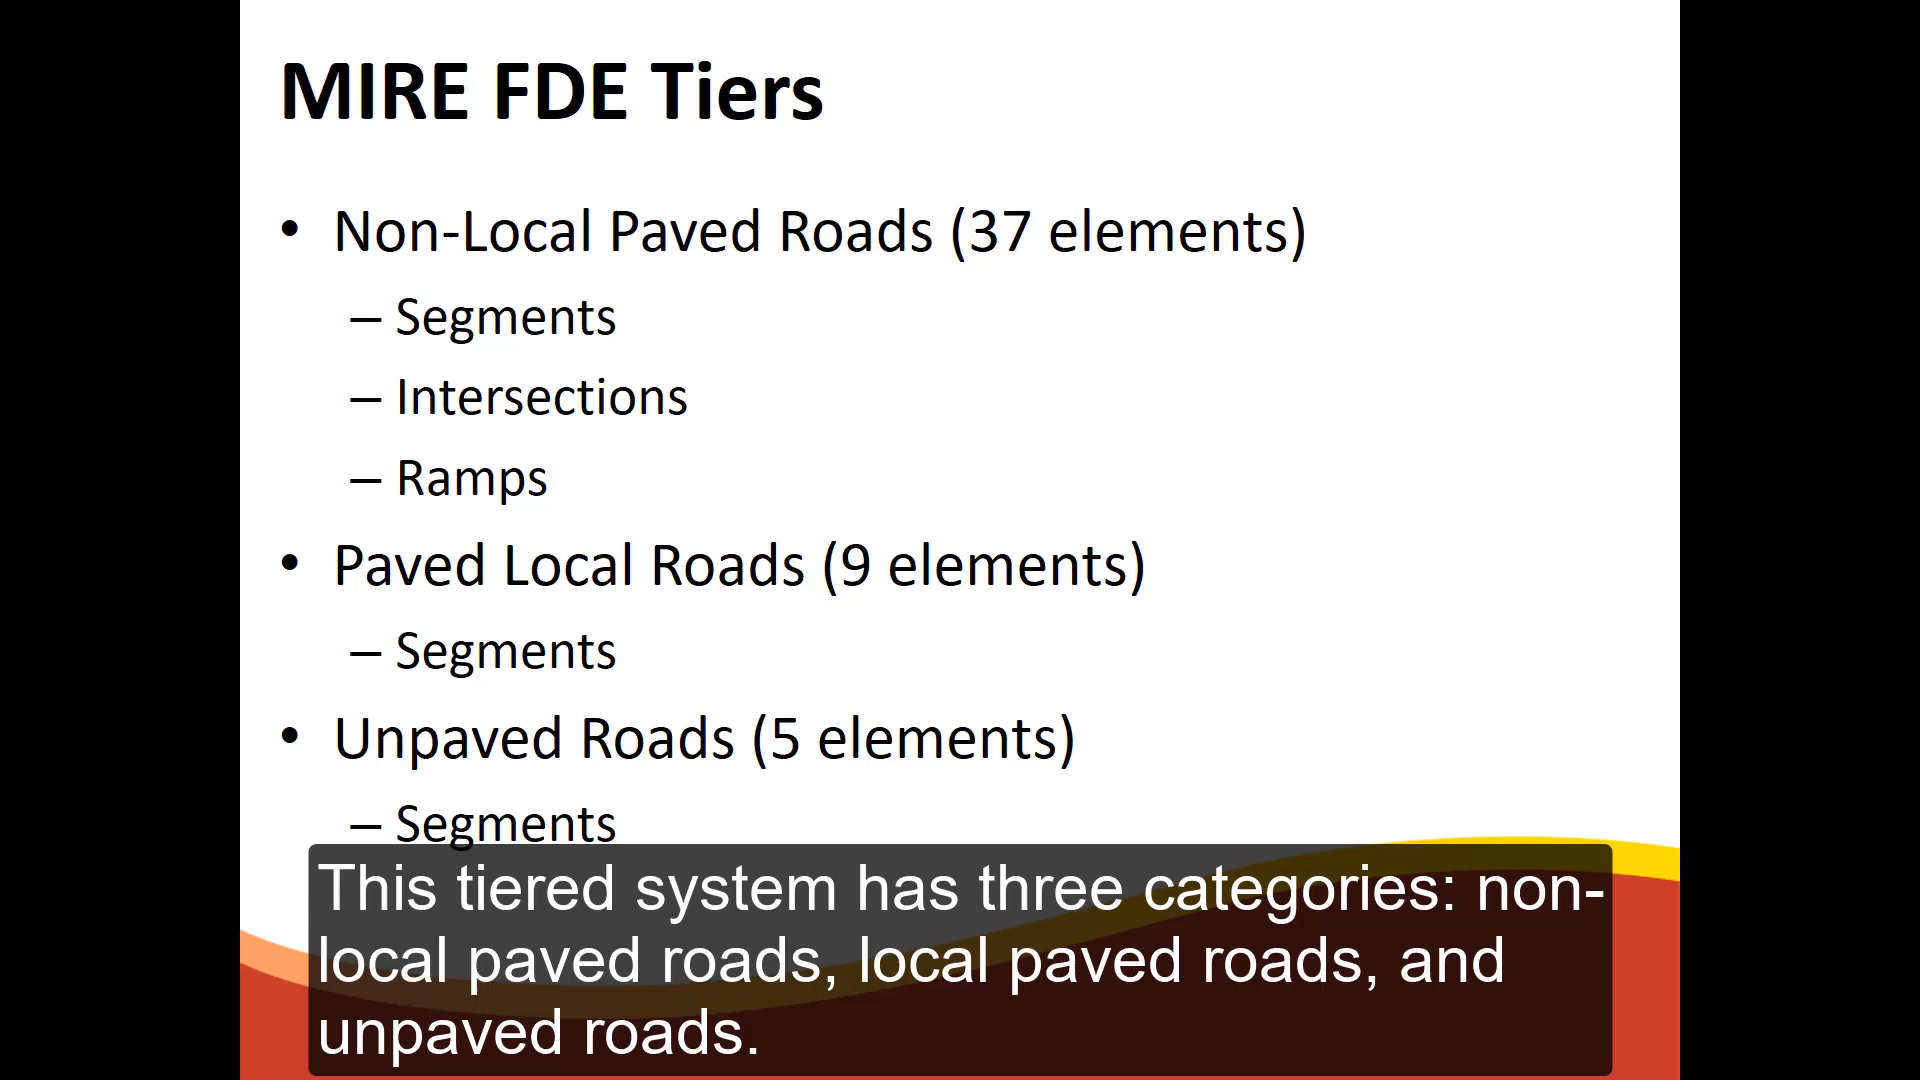 MIRE FDE Tiers
• Non-Local Paved Roads (37 elements)
– Segments
– Intersections
– Ramps
• Paved Local Roads (9 elements)
– Segments
• Unpaved Roads (5 elements)
– Segments
This tiered system has three categories: non-
local paved roads, local paved roads, and
unpaved roads.